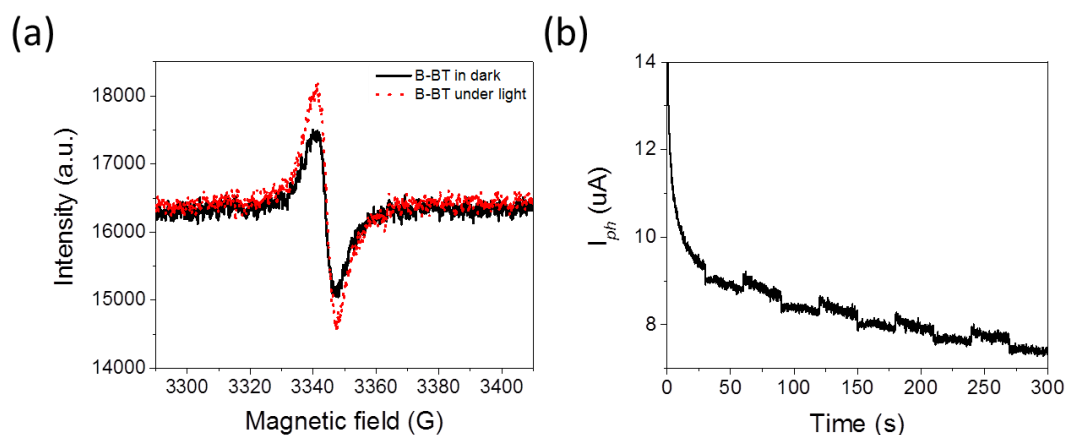 (a)
(b)
B-BT in dark
B-BT under light
18000
17000
16000
15000
14000
Intensity (a.u.)
3300
3320
3340
3360
3380
3400
Magnetic field (G)
14
12
10
8
I_ph (uA)
0
50
100
150
200
250
300
Time (s)